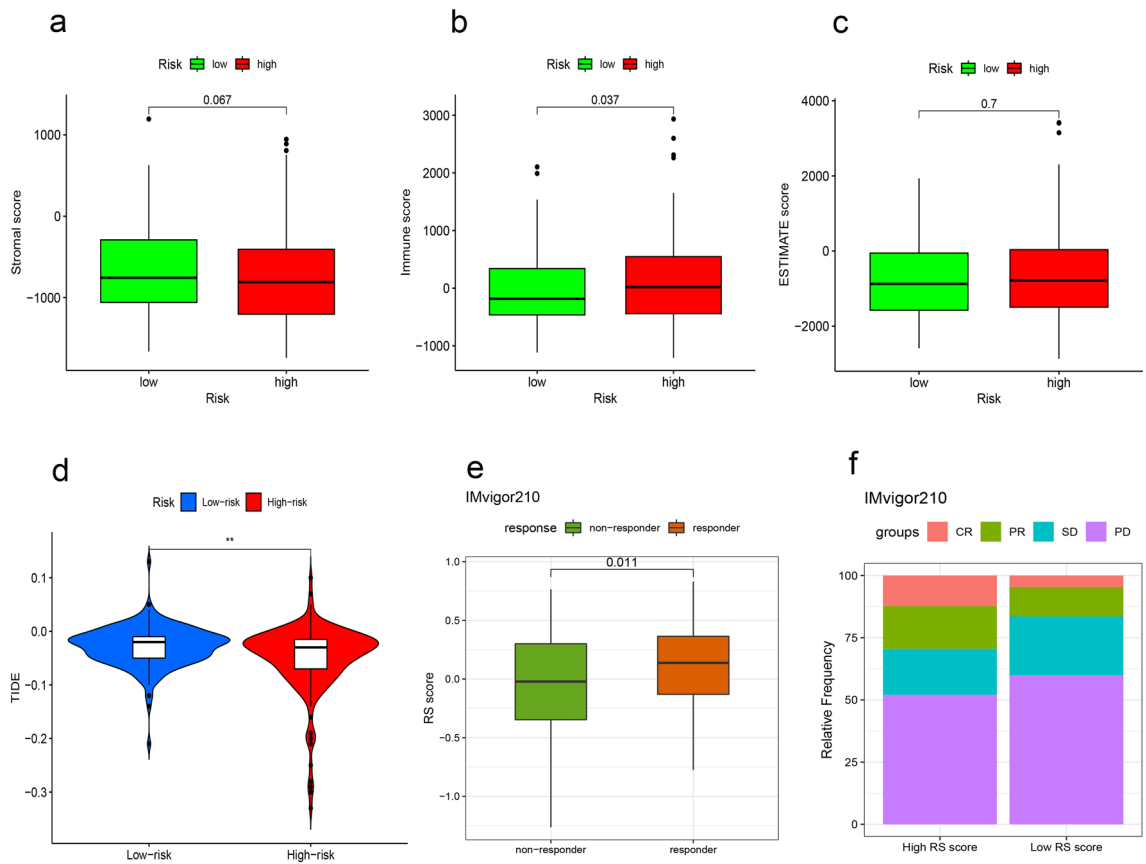 a
Risk low high
0.067
1000
0
−1000
Stromal score
low high
Risk
b
Risk low high
0.037
3000
2000
1000
0
−1000
Immune score
low high
Risk
c
Risk low high
0.7
4000
2000
0
−2000
ESTIMATE score
low high
Risk
d
Risk Low-risk High-risk
**
0.1
0.0
−0.1
−0.2
−0.3
TIDE
Low-risk High-risk
e
IMvigor210
response non-responder responder
0.011
1.0
0.5
0.0
−0.5
−1.0
RS score
non-responder responder
f
IMvigor210
groups CR PR SD PD
100
75
50
25
0
Relative Frequency
High RS score Low RS score